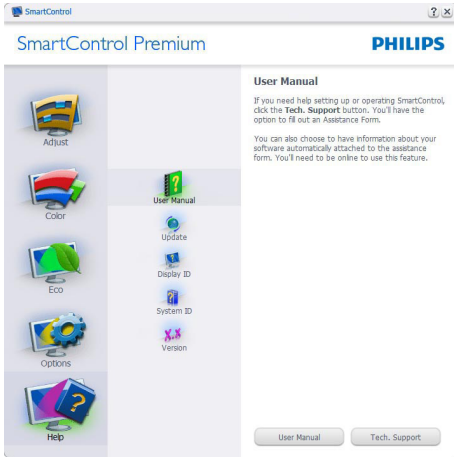 SmartControl
SmartControl Premium
PHILIPS
Adjust
Color
Eco
Options
Help
User Manual
Update
Display ID
System ID
X.X
Version
User Manual
If you need help setting up or operating SmartControl,
click the Tech. Support button. You'll have the
option to fill out an Assistance Form.
You can also choose to have information about your
software automatically attached to the assistance
form. You'll need to be online to use this feature.
User Manual
Tech. Support